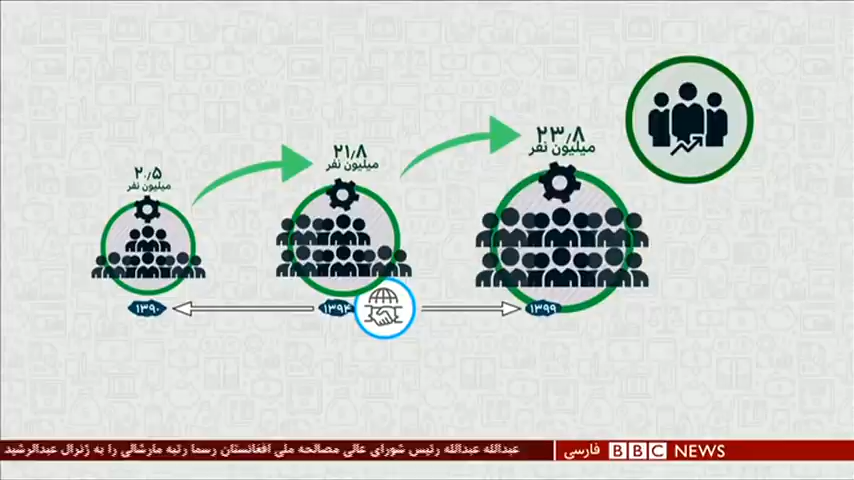 ۲۳٫۸
میلیون نفر
۲۱٫۸
میلیون نفر
۲۰٫۵
میلیون نفر
۱۳۹۰
۱۳۹۴
۱۳۹۹
عبدالله عبدالله رئیس شورای عالی مصالحه ملی افغانستان رسما رتبه مارشالی را به ژنرال عبدالرشید
BBC NEWS فارسی